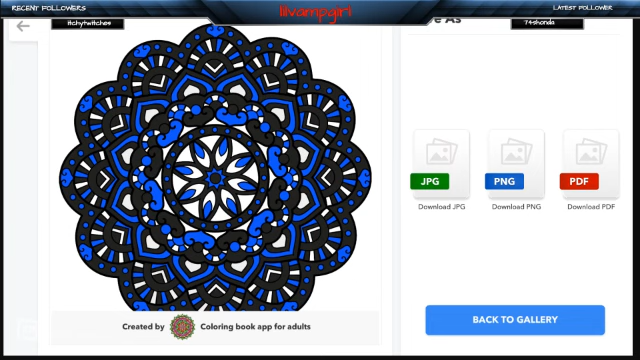 RECENT FOLLOWERS
lilvampgirl
LATEST FOLLOWER
itchytwitch04
74shonda
e As
JPG
PNG
PDF
Download JPG
Download PNG
Download PDF
BACK TO GALLERY
Created by
Coloring book app for adults